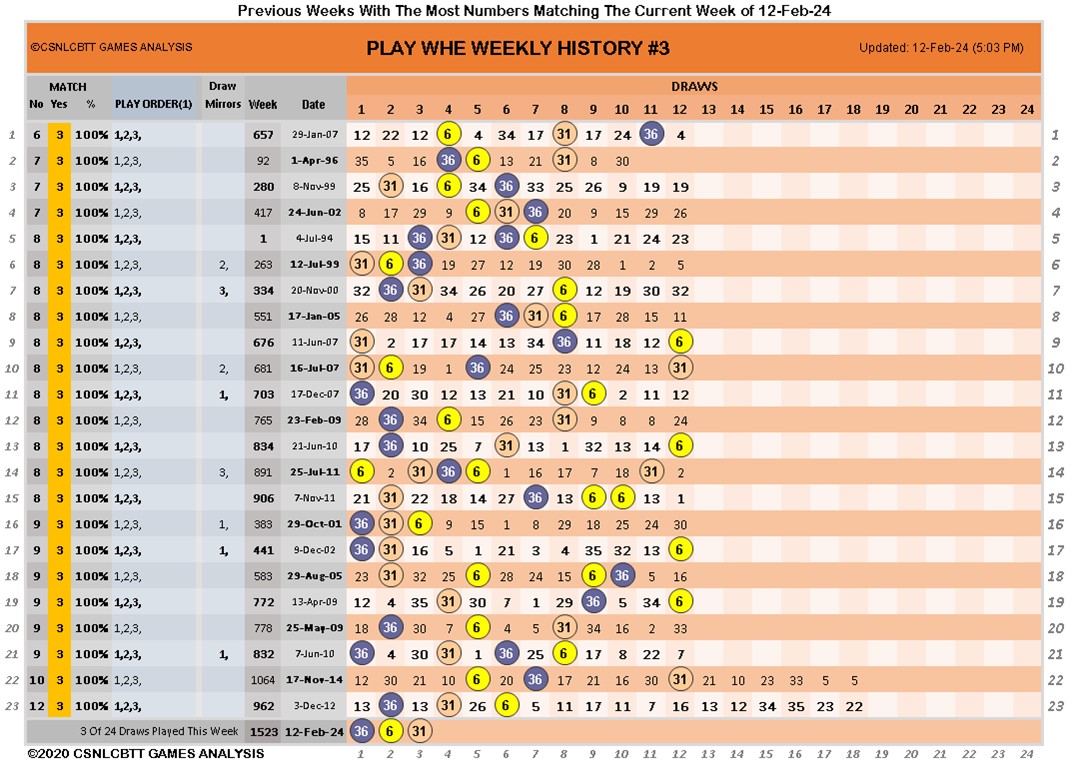 Previous Weeks With The Most Numbers Matching The Current Week of 12-Feb-24
©CSNLCBTT GAMES ANALYSIS PLAY WHE WEEKLY HISTORY #3 Updated: 12-Feb-24 (5:03 PM)
MATCH Draw DRAWS
No Yes % PLAY ORDER(1) Mirrors Week Date 1 2 3 4 5 6 7 8 9 10 11 12 13 14 15 16 17 18 19 20 21 22 23 24
1 6 3 100% 1,2,3, 657 29-Jan-07 12 22 12 6 4 34 17 31 17 24 36 4 1
2 7 3 100% 1,2,3, 92 1-Apr-96 35 5 16 36 6 13 21 31 8 30 2
3 7 3 100% 1,2,3, 280 8-Nov-99 25 31 16 6 34 36 33 25 26 9 19 19 3
4 7 3 100% 1,2,3, 417 24-Jun-02 8 17 29 9 6 31 36 20 9 15 29 26 4
5 8 3 100% 1,2,3, 1 4-Jul-94 15 11 36 31 12 36 6 23 1 21 24 23 5
6 8 3 100% 1,2,3, 2, 263 12-Jul-99 31 6 36 19 27 12 19 30 28 1 2 5 6
7 8 3 100% 1,2,3, 3, 334 20-Nov-00 32 36 31 34 26 20 27 6 12 19 30 32 7
8 8 3 100% 1,2,3, 551 17-Jan-05 26 28 12 4 27 36 31 6 17 28 15 11 8
9 8 3 100% 1,2,3, 676 11-Jun-07 31 2 17 17 14 13 34 36 11 18 12 6 9
10 8 3 100% 1,2,3, 2, 681 16-Jul-07 31 6 19 1 36 24 25 23 12 24 13 31 10
11 8 3 100% 1,2,3, 1, 703 17-Dec-07 36 20 30 12 13 21 10 31 6 2 11 12 11
12 8 3 100% 1,2,3, 765 23-Feb-09 28 36 34 6 15 26 23 31 9 8 8 24 12
13 8 3 100% 1,2,3, 834 21-Jun-10 17 36 10 25 7 31 13 1 32 13 14 6 13
14 8 3 100% 1,2,3, 3, 891 25-Jul-11 6 2 31 36 6 1 16 17 7 18 31 2 14
15 8 3 100% 1,2,3, 906 7-Nov-11 21 31 22 18 14 27 36 13 6 6 13 1 15
16 9 3 100% 1,2,3, 1, 383 29-Oct-01 36 31 6 9 15 1 8 29 18 25 24 30 16
17 9 3 100% 1,2,3, 1, 441 9-Dec-02 36 31 16 5 1 21 3 4 35 32 13 6 17
18 9 3 100% 1,2,3, 583 29-Aug-05 23 31 32 25 6 28 24 15 6 36 5 16 18
19 9 3 100% 1,2,3, 772 13-Apr-09 12 4 35 31 30 7 1 29 36 5 34 6 19
20 9 3 100% 1,2,3, 778 25-May-09 18 36 30 7 6 4 5 31 34 16 2 33 20
21 9 3 100% 1,2,3, 1, 832 7-Jun-10 36 4 30 31 1 36 25 6 17 8 22 7 21
22 10 3 100% 1,2,3, 1064 17-Nov-14 12 30 21 10 6 20 36 17 21 16 30 31 21 10 23 33 5 5 22
23 12 3 100% 1,2,3, 962 3-Dec-12 13 36 13 31 26 6 5 11 17 11 7 16 13 12 34 35 23 22 23
3 Of 24 Draws Played This Week 1523 12-Feb-24 36 6 31
©2020 CSNLCBTT GAMES ANALYSIS 1 2 3 4 5 6 7 8 9 10 11 12 13 14 15 16 17 18 19 20 21 22 23 24